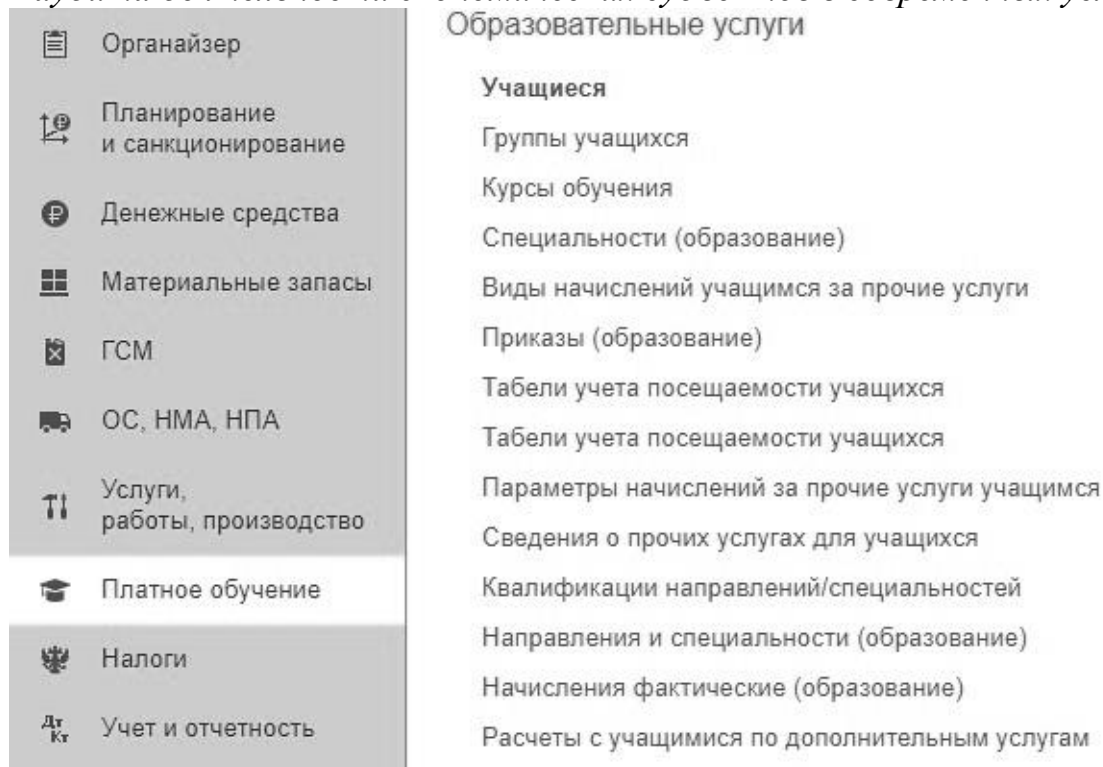 Органайзер
Планирование
и санкционирование
Денежные средства
Материальные запасы
ГСМ
ОС, НМА, НПА
Услуги,
работы, производство
Платное обучение
Налоги
Дт
Кт
Учет и отчетность
Образовательные услуги
Учащиеся
Группы учащихся
Курсы обучения
Специальности (образование)
Виды начислений учащимся за прочие услуги
Приказы (образование)
Табели учета посещаемости учащихся
Табели учета посещаемости учащихся
Параметры начислений за прочие услуги учащимся
Сведения о прочих услугах для учащихся
Квалификации направлений/специальностей
Направления и специальности (образование)
Начисления фактические (образование)
Расчеты с учащимися по дополнительным услугам